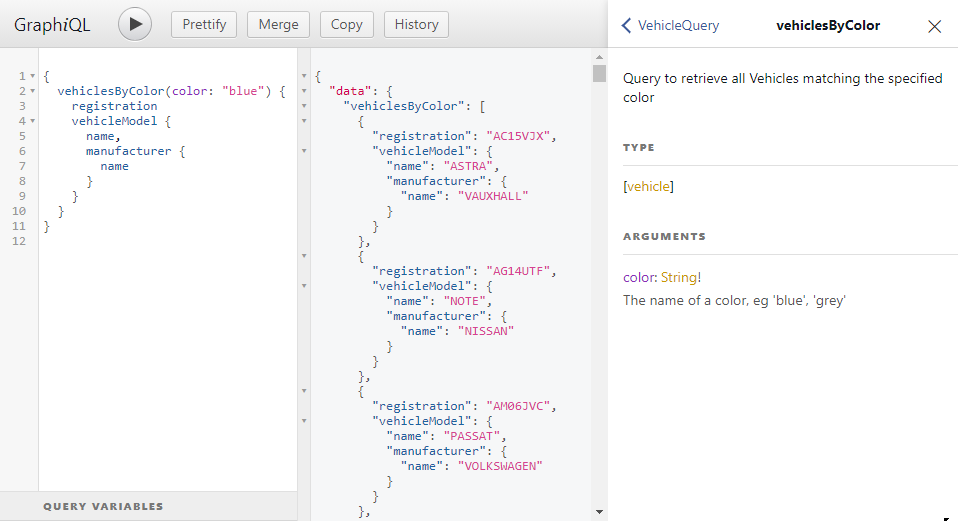 GraphiQL
Prettify
Merge
Copy
History
1 {
2 vehiclesByColor(color: "blue") {
3 registration
4 vehicleModel {
5 name,
6 manufacturer {
7 name
8 }
9 }
10 }
11 }
12
QUERY VARIABLES
{
"data": {
"vehiclesByColor": [
{
"registration": "AC15VJX",
"vehicleModel": {
"name": "ASTRA",
"manufacturer": {
"name": "VAUXHALL"
}
}
},
{
"registration": "AG14UTF",
"vehicleModel": {
"name": "NOTE",
"manufacturer": {
"name": "NISSAN"
}
}
},
{
"registration": "AM06JVC",
"vehicleModel": {
"name": "PASSAT",
"manufacturer": {
"name": "VOLKSWAGEN"
}
}
},
VehicleQuery
vehiclesByColor
Query to retrieve all Vehicles matching the specified
color
TYPE
[vehicle]
ARGUMENTS
color: String!
The name of a color, eg 'blue', 'grey'